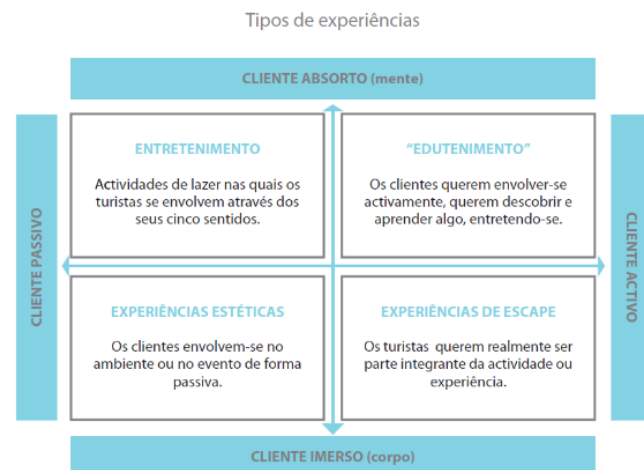 Tipos de experiências
CLIENTE ABSORTO (mente)
CLIENTE PASSIVO
ENTRETENIMENTO
Actividades de lazer nas quais os
turistas se envolvem através dos
seus cinco sentidos.
“EDUTENIMENTO”
Os clientes querem envolver-se
activamente, querem descobrir e
aprender algo, entretendo-se.
CLIENTE ACTIVO
EXPERIÊNCIAS ESTÉTICAS
Os clientes envolvem-se no
ambiente ou no evento de forma
passiva.
EXPERIÊNCIAS DE ESCAPE
Os turistas querem realmente ser
parte integrante da actividade ou
experiência.
CLIENTE IMERSO (corpo)